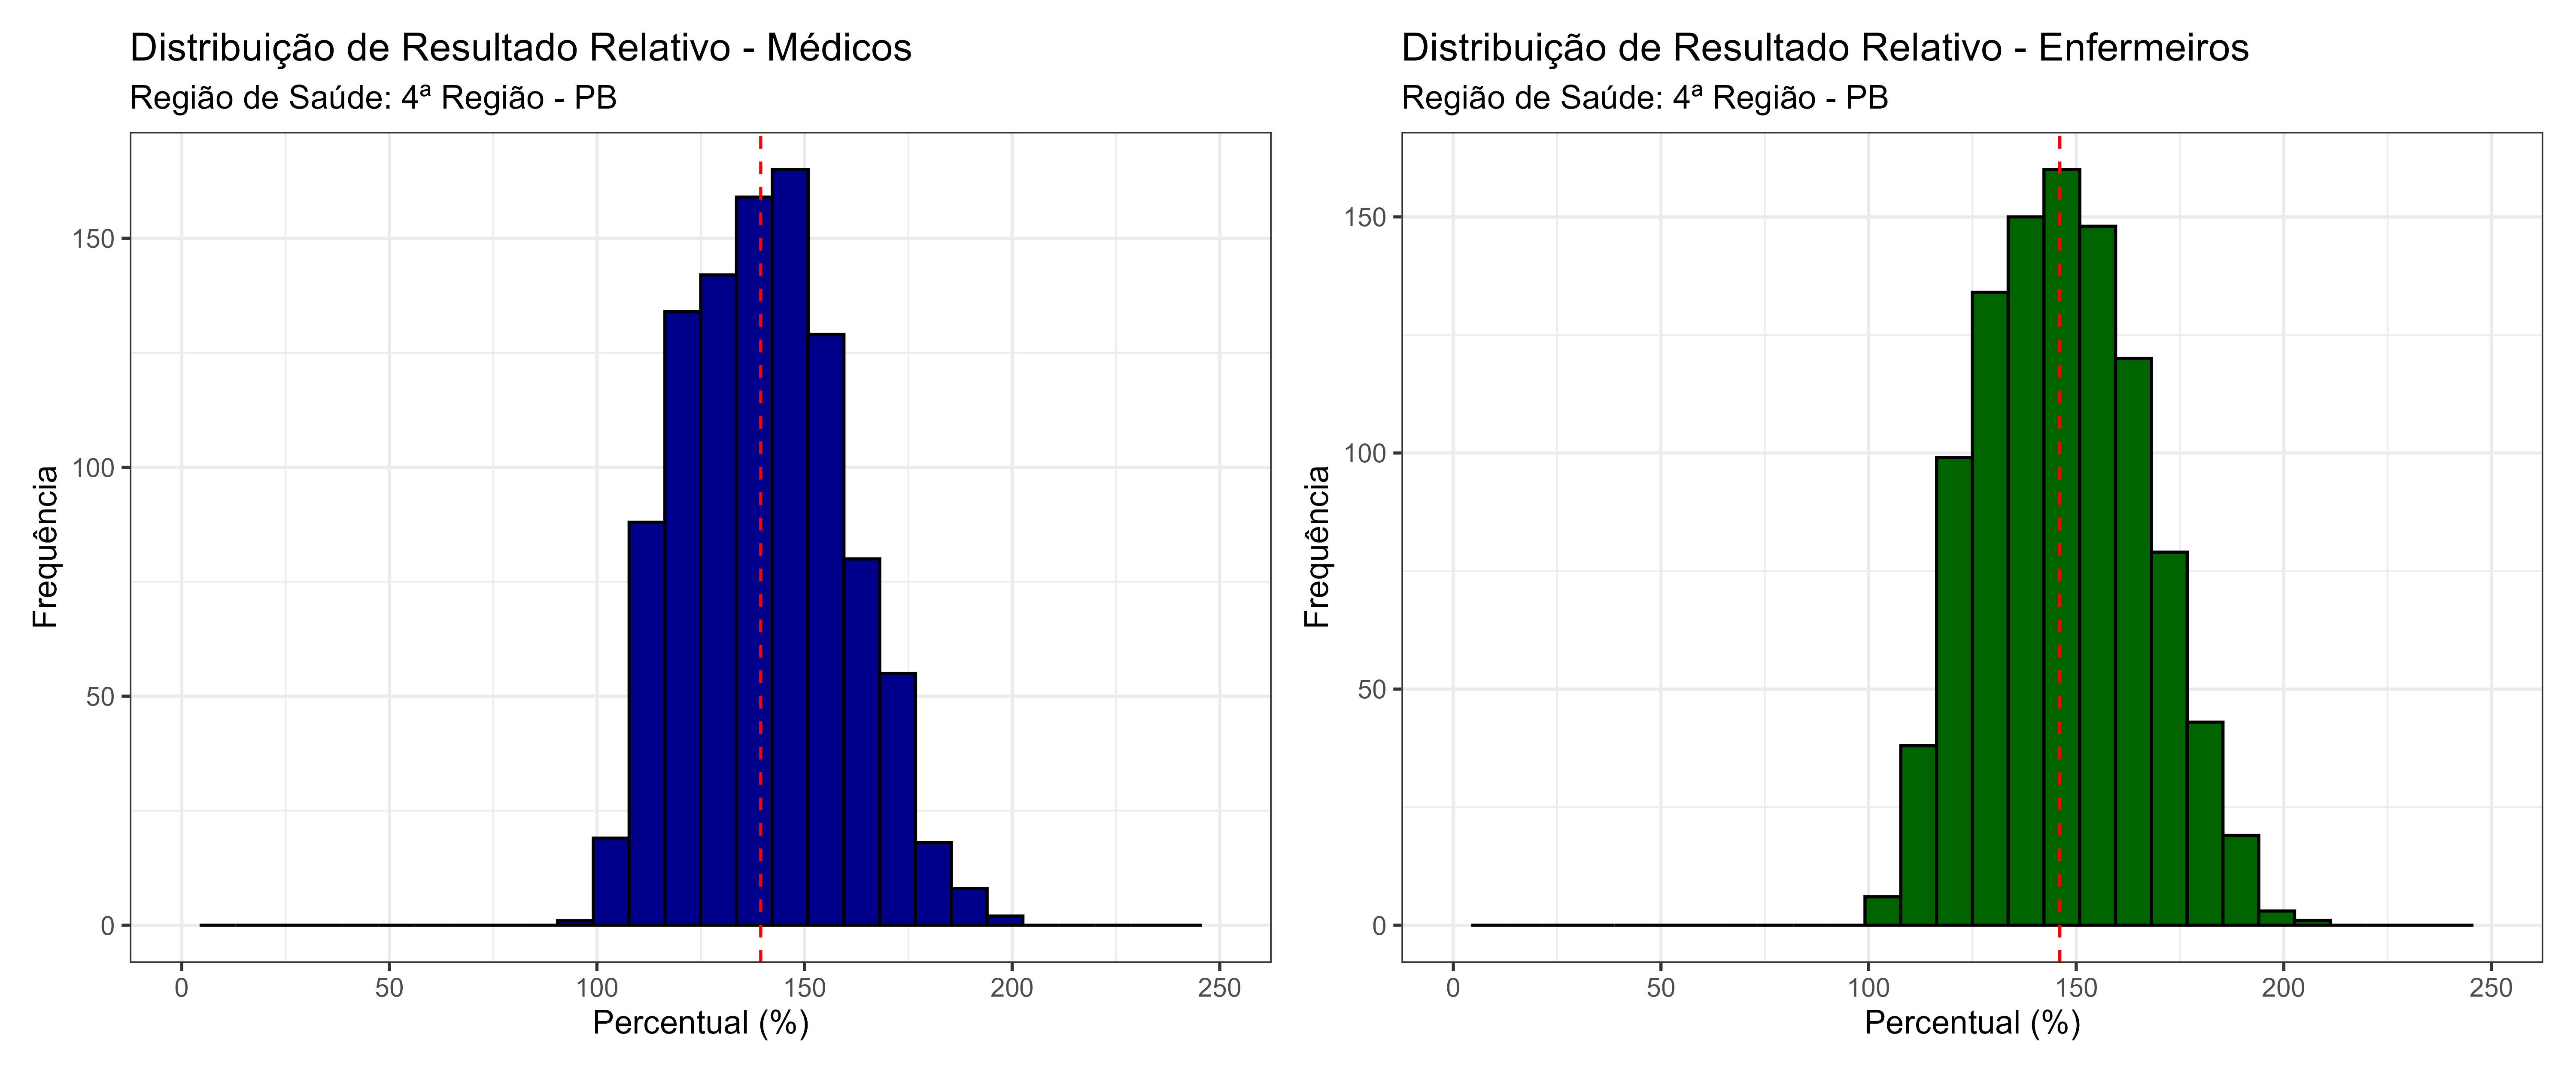 Distribuição de Resultado Relativo - Médicos
Região de Saúde: 4ª Região - PB
150
100
50
0
Frequência
0 50 100 150 200 250
Percentual (%)
Distribuição de Resultado Relativo - Enfermeiros
Região de Saúde: 4ª Região - PB
150
100
50
0
Frequência
0 50 100 150 200 250
Percentual (%)